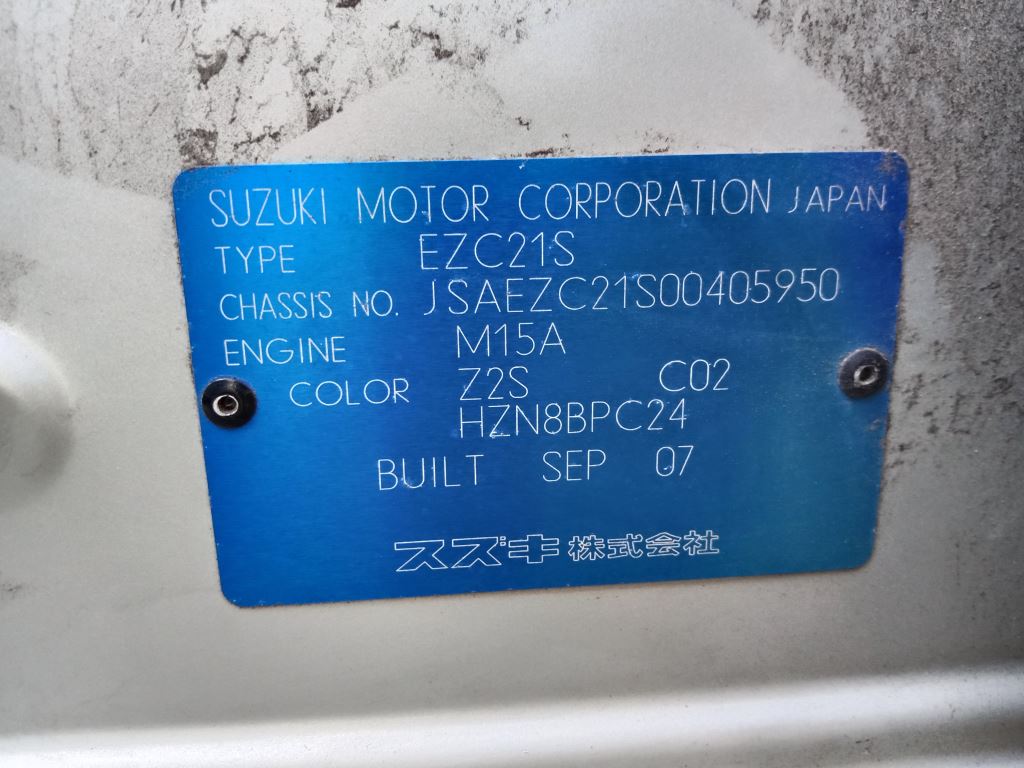 SUZUKI MOTOR CORPORATION JAPAN
TYPE EZC21S
CHASSIS NO. JSAEZC21S00405950
ENGINE M15A
COLOR Z2S C02
HZN8BPC24
BUILT SEP 07
スズキ株式会社